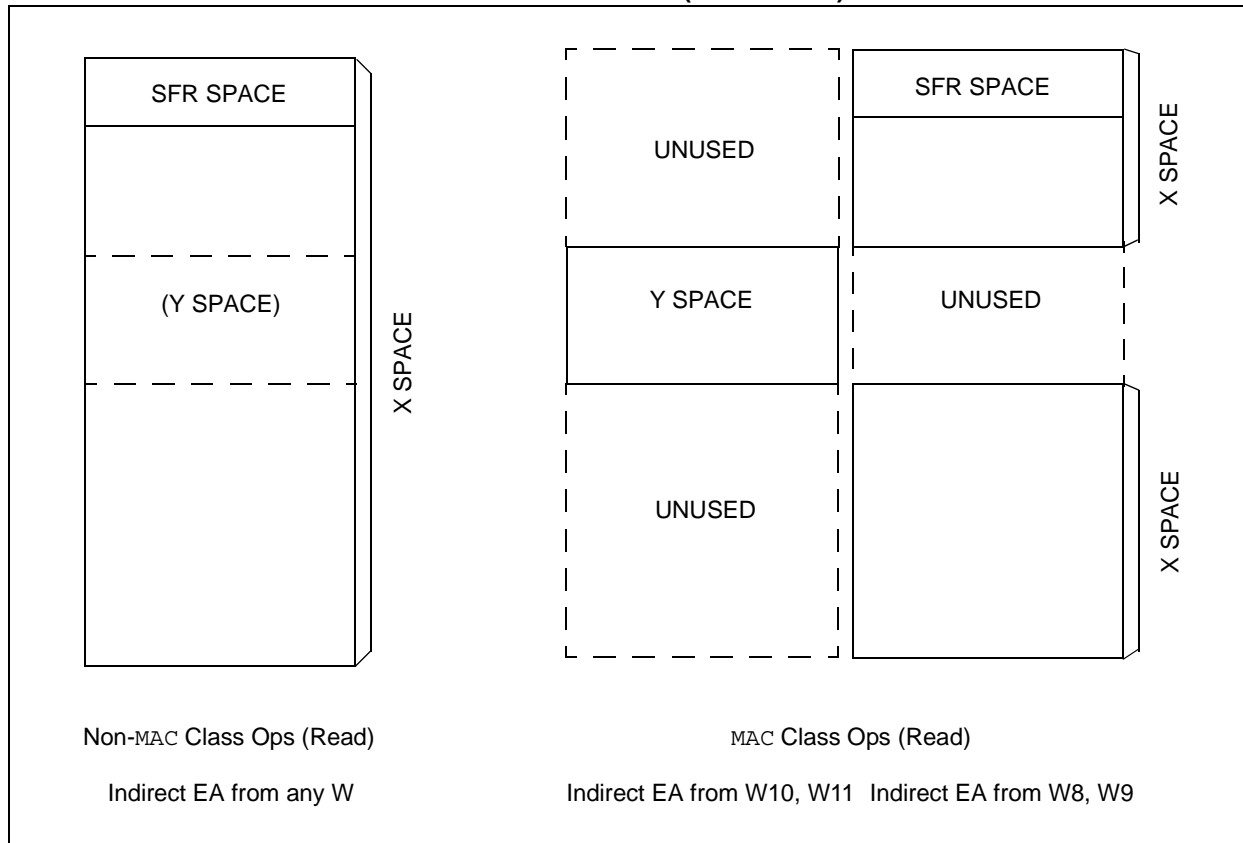 SFR SPACE
(Y SPACE)
X SPACE
UNUSED
Y SPACE
UNUSED
SFR SPACE
UNUSED
X SPACE
X SPACE
Non-MAC Class Ops (Read)
MAC Class Ops (Read)
Indirect EA from any W
Indirect EA from W10, W11
Indirect EA from W8, W9